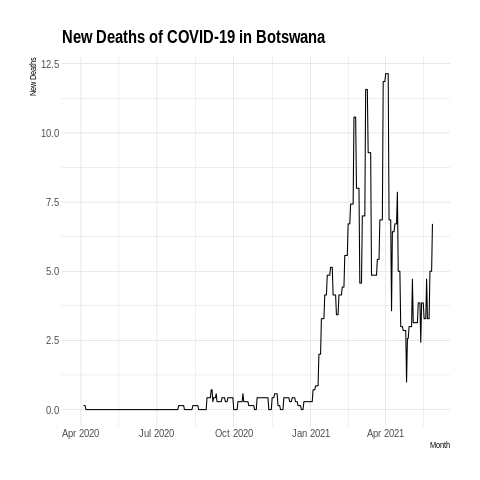 New Deaths of COVID-19 in Botswana
New Deaths
12.5
10.0
7.5
5.0
2.5
0.0
Apr 2020 Jul 2020 Oct 2020 Jan 2021 Apr 2021
Month